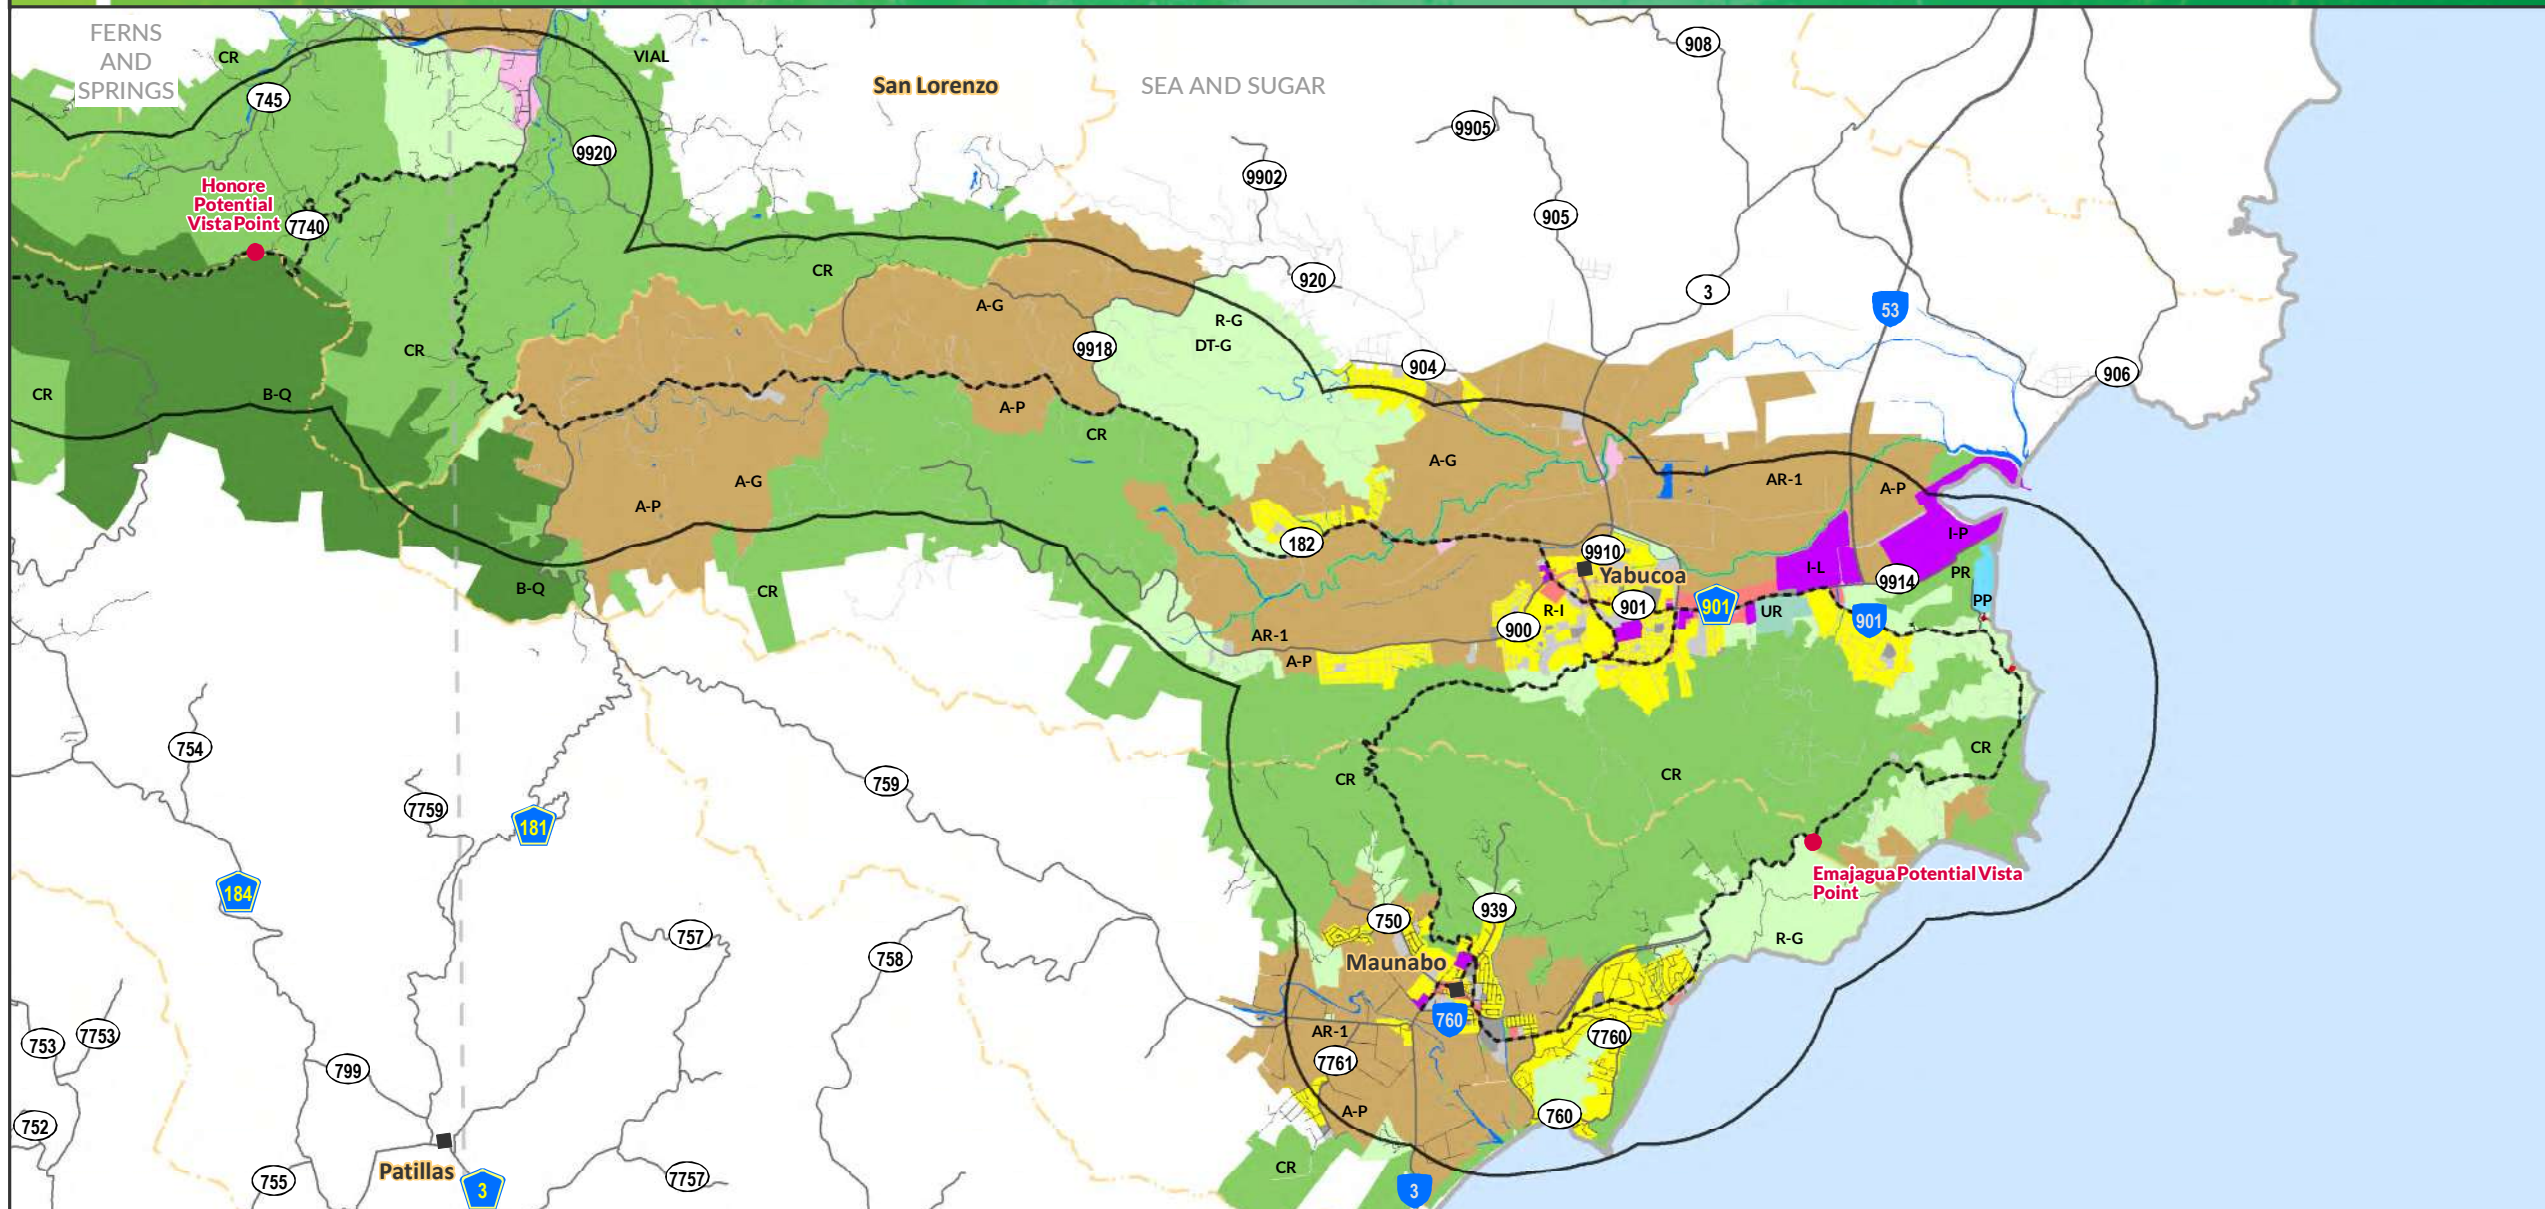 FERNS
AND
SPRINGS
CR
745
VIAL
San Lorenzo
SEA AND SUGAR
908
9905
9920
9902
905
Honore
Potential
Vista Point
7740
920
3
53
CR
A-G
R-G
DT-G
9918
904
906
CR
CR
B-Q
A-P
CR
A-G
A-G
A-P
AR-1
A-P
I-P
182
9910
Yabucoa
I-L
9914
PR
PP
B-Q
CR
R-I
901
901
UR
901
900
AR-1
A-P
754
CR
CR
CR
759
7759
181
184
Emajagua Potential Vista
Point
750
939
757
758
R-G
Maunabo
760
753
7753
AR-1
7761
7760
799
A-P
760
752
Patillas
755
3
7757
CR
3